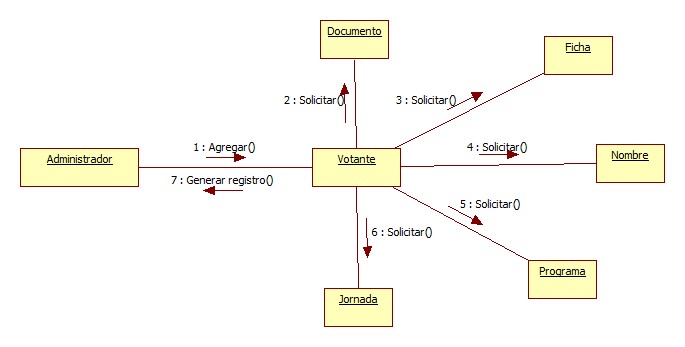 Documento
Ficha
2 : Solicitar()
3 : Solicitar()
1 : Agregar()
4 : Solicitar()
Administrador
Votante
Nombre
7 : Generar registro()
5 : Solicitar()
6 : Solicitar()
Programa
Jornada